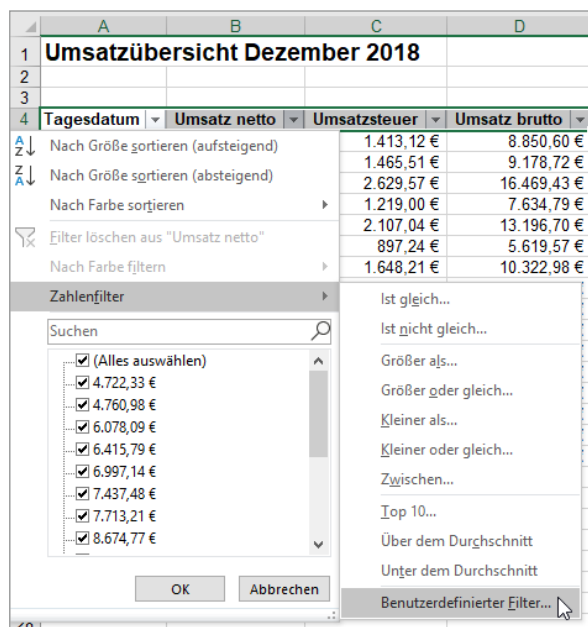 A B C D
1 Umsatzübersicht Dezember 2018
2
3
4 Tagesdatum Umsatz netto Umsatzsteuer Umsatz brutto
Nach Größe sortieren (aufsteigend)
Nach Größe sortieren (absteigend)
Nach Farbe sortieren
Filter löschen aus "Umsatz netto"
Nach Farbe filtern
Zahlenfilter
Suchen
(Alles auswählen)
4.722,33 €
4.760,98 €
6.078,09 €
6.415,79 €
6.997,14 €
7.437,48 €
7.713,21 €
8.674,77 €
OK Abbrechen
1.413,12 € 8.850,60 €
1.465,51 € 9.178,72 €
2.629,57 € 16.469,43 €
1.219,00 € 7.634,79 €
2.107,04 € 13.196,70 €
897,24 € 5.619,57 €
1.648,21 € 10.322,98 €
Ist gleich...
Ist nicht gleich...
Größer als...
Größer oder gleich...
Kleiner als...
Kleiner oder gleich...
Zwischen...
Top 10...
Über dem Durchschnitt
Unter dem Durchschnitt
Benutzerdefinierter Filter...